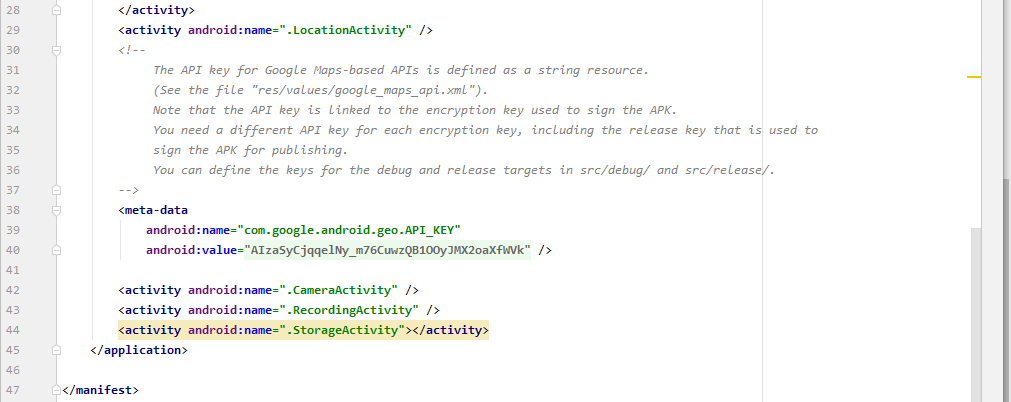 28 </activity>
29 <activity android:name=".LocationActivity" />
30 <!--
31 The API key for Google Maps-based APIs is defined as a string resource.
32 (See the file "res/values/google_maps_api.xml").
33 Note that the API key is linked to the encryption key used to sign the APK.
34 You need a different API key for each encryption key, including the release key that is used to
35 sign the APK for publishing.
36 You can define the keys for the debug and release targets in src/debug/ and src/release/.
37 -->
38 <meta-data
39 android:name="com.google.android.geo.API_KEY"
40 android:value="AIzaSyCjqqelNy_m76CuwzQB1OOyJMX2oaXfWVk" />
41
42 <activity android:name=".CameraActivity" />
43 <activity android:name=".RecordingActivity" />
44 <activity android:name=".StorageActivity"></activity>
45 </application>
46
47 </manifest>